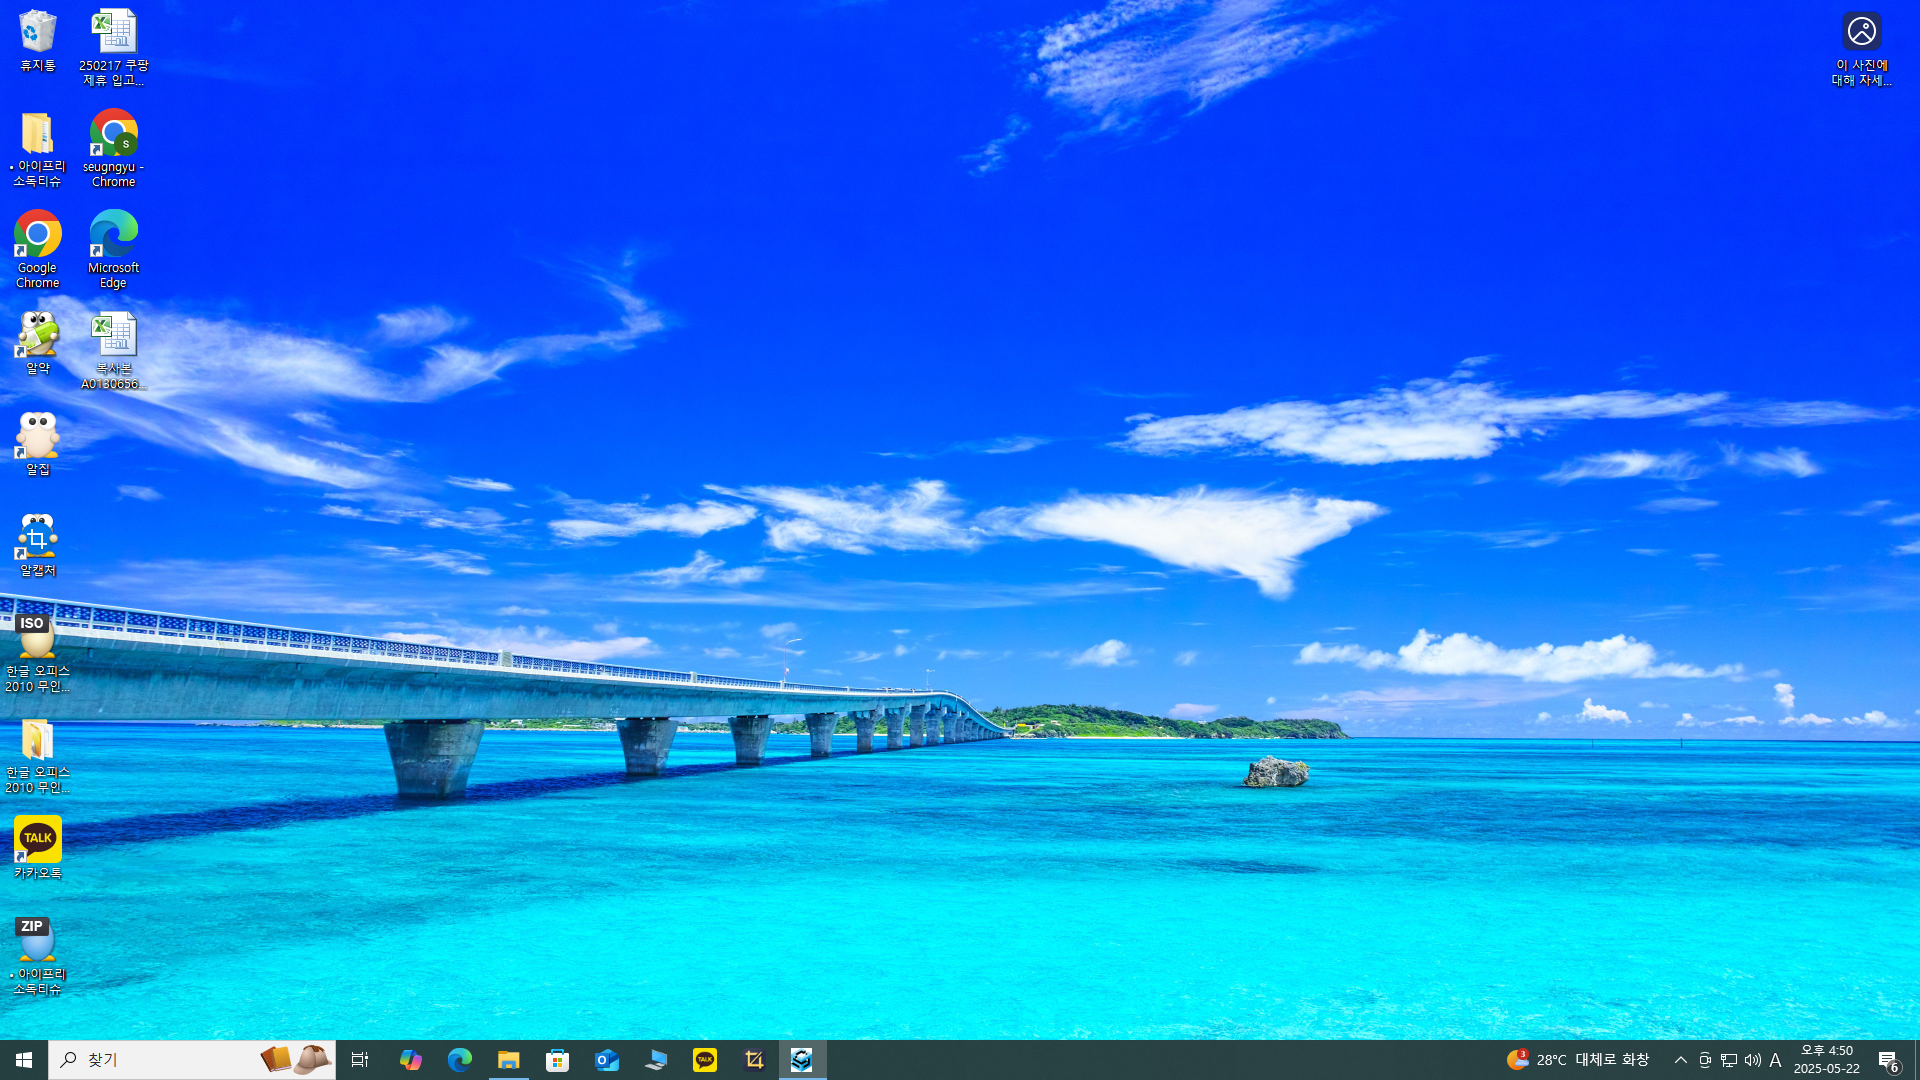 휴지통
250217 쿠팡
제휴 입고...
• 아이프리
소독티슈
S
seugngyu -
Chrome
Google
Chrome
Microsoft
Edge
알약
복사본
A0130656...
알집
알캡처
ISO
한글 오피스
2010 무인...
한글 오피스
2010 무인...
TALK
카카오톡
ZIP
• 아이프리
소독티슈
이 사진에
대해 자세...
찾기
TALK
3
28°C 대체로 화창
A
오후 4:50
2025-05-22
6